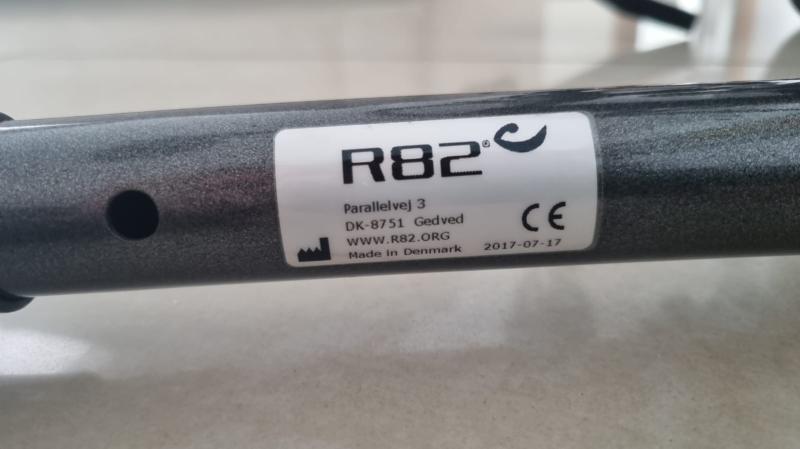 R82®
Parallelvej 3
DK-8751 Gedved
WWW.R82.ORG
Made in Denmark
CE
2017-07-17